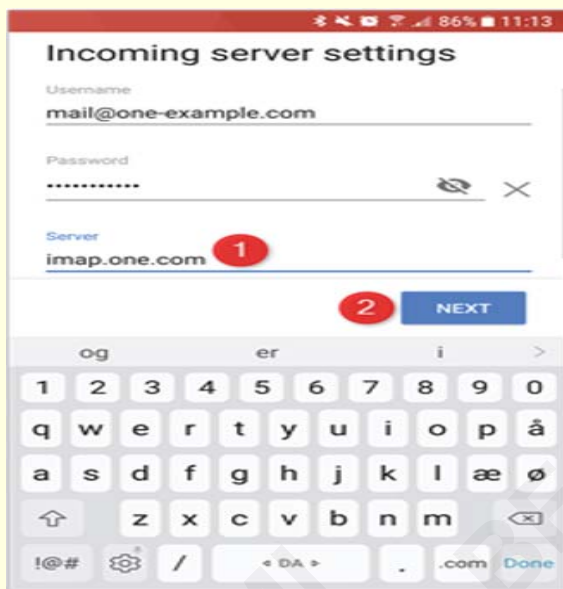 86% 11:13
Incoming server settings
Username
mail@one-example.com
Password
•••••••••••
Server
imap.one.com 1
2 NEXT
og er i >
1 2 3 4 5 6 7 8 9 0
q w e r t y u i o p å
a s d f g h j k l æ ø
z x c v b n m
!@# / DA . .com Done